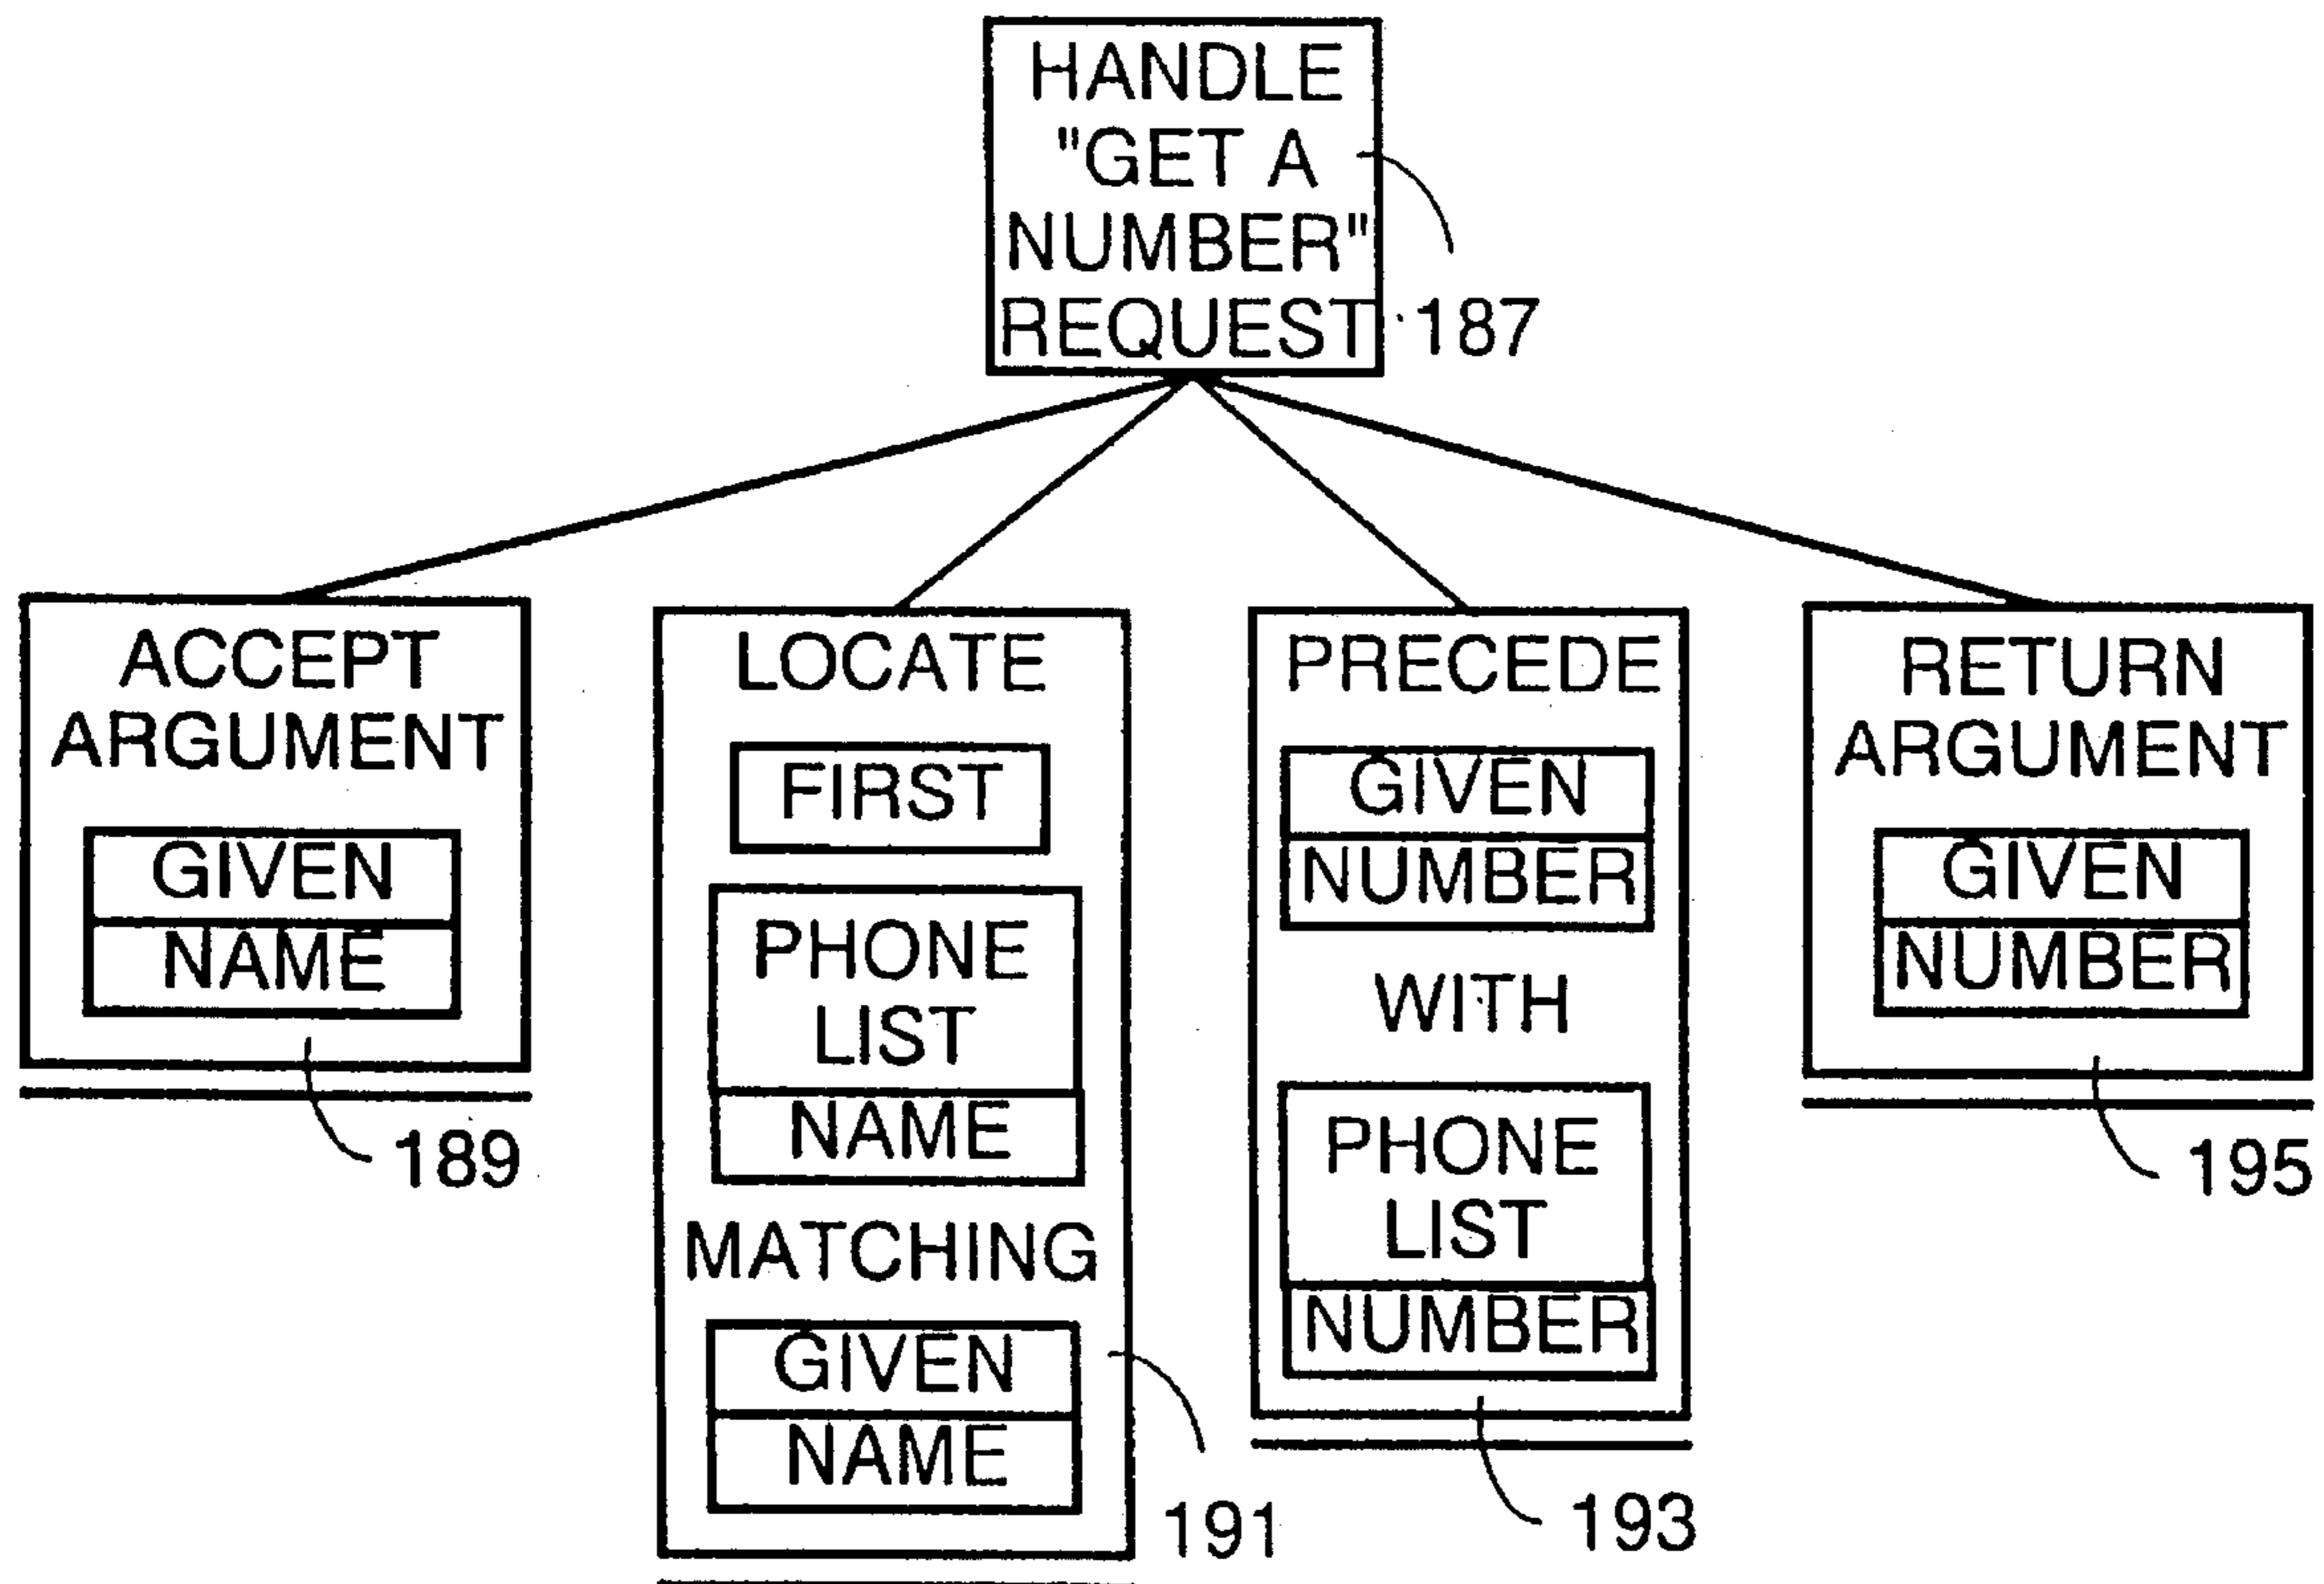 HANDLE
"GET A
NUMBER"
REQUEST
187
ACCEPT
ARGUMENT
GIVEN
NAME
189
LOCATE
FIRST
PHONE
LIST
NAME
MATCHING
GIVEN
NAME
191
PRECEDE
GIVEN
NUMBER
WITH
PHONE
LIST
NUMBER
193
RETURN
ARGUMENT
GIVEN
NUMBER
195